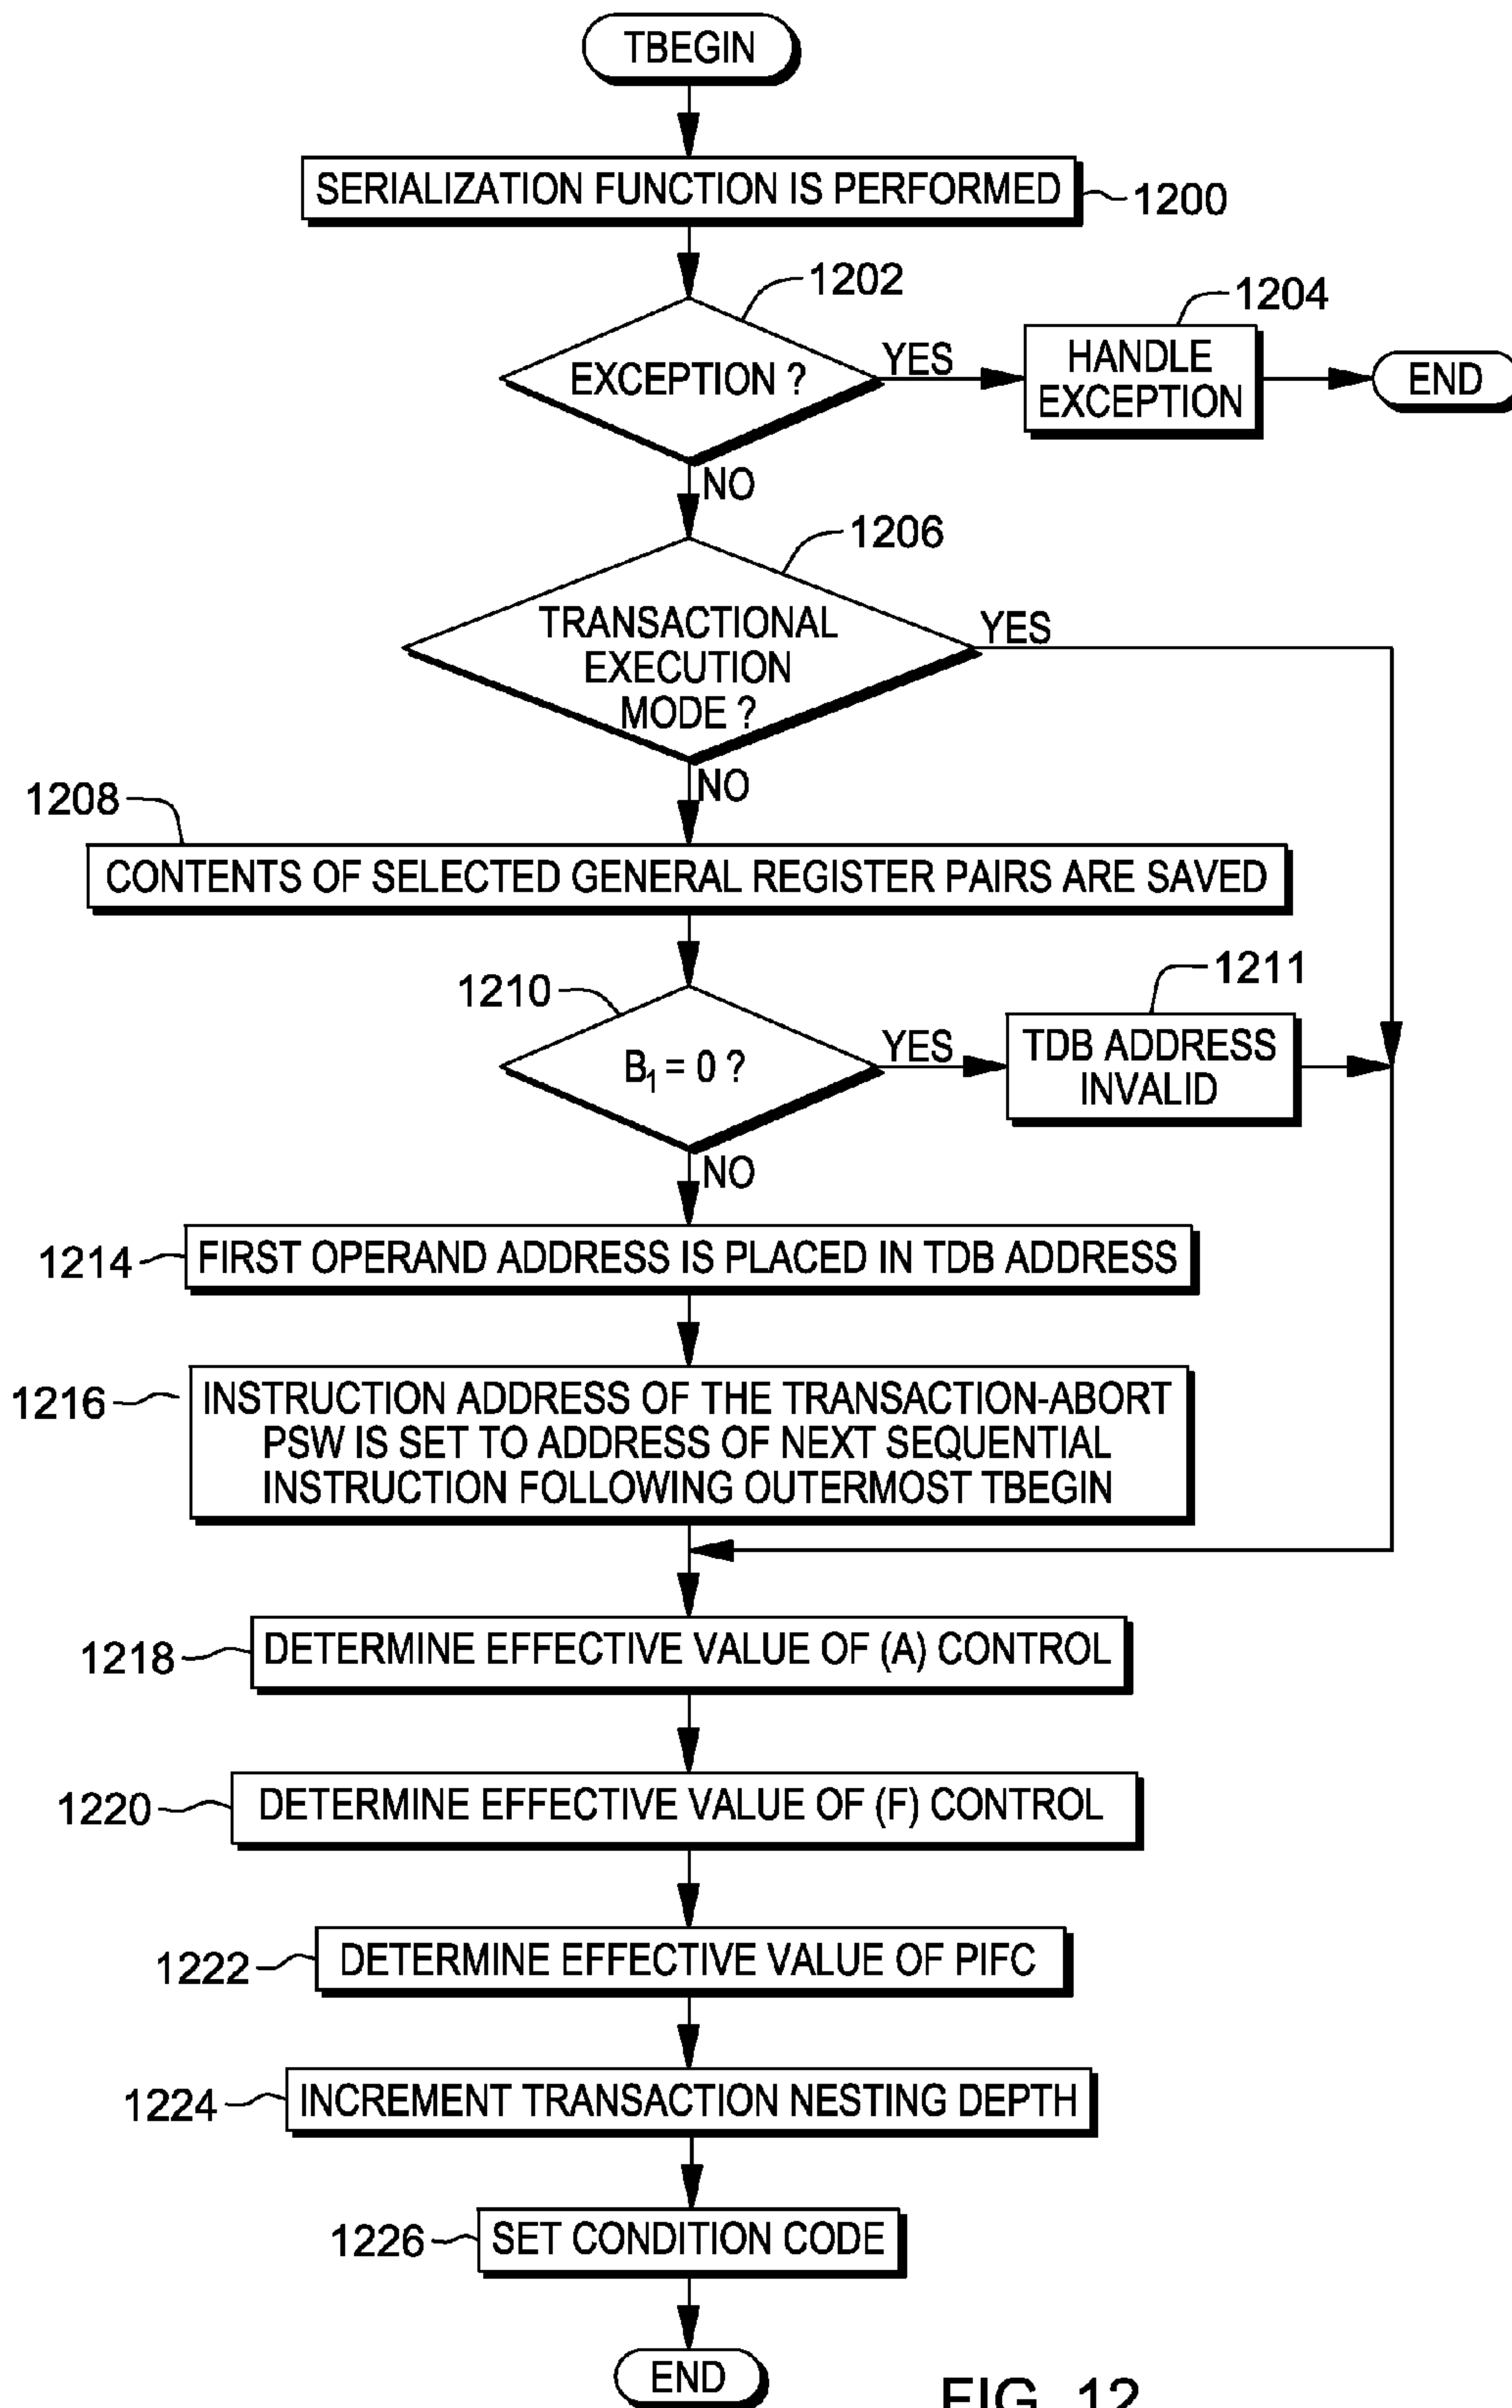 TBEGIN
SERIALIZATION FUNCTION IS PERFORMED
1200
1202
EXCEPTION ?
YES
1204
HANDLE
EXCEPTION
END
NO
1206
TRANSACTIONAL
EXECUTION
MODE ?
YES
NO
1208
CONTENTS OF SELECTED GENERAL REGISTER PAIRS ARE SAVED
1210
B1 = 0 ?
YES
1211
TDB ADDRESS
INVALID
NO
1214
FIRST OPERAND ADDRESS IS PLACED IN TDB ADDRESS
1216
INSTRUCTION ADDRESS OF THE TRANSACTION-ABORT
PSW IS SET TO ADDRESS OF NEXT SEQUENTIAL
INSTRUCTION FOLLOWING OUTERMOST TBEGIN
1218
DETERMINE EFFECTIVE VALUE OF (A) CONTROL
1220
DETERMINE EFFECTIVE VALUE OF (F) CONTROL
1222
DETERMINE EFFECTIVE VALUE OF PIFC
1224
INCREMENT TRANSACTION NESTING DEPTH
1226
SET CONDITION CODE
END
FIG. 12